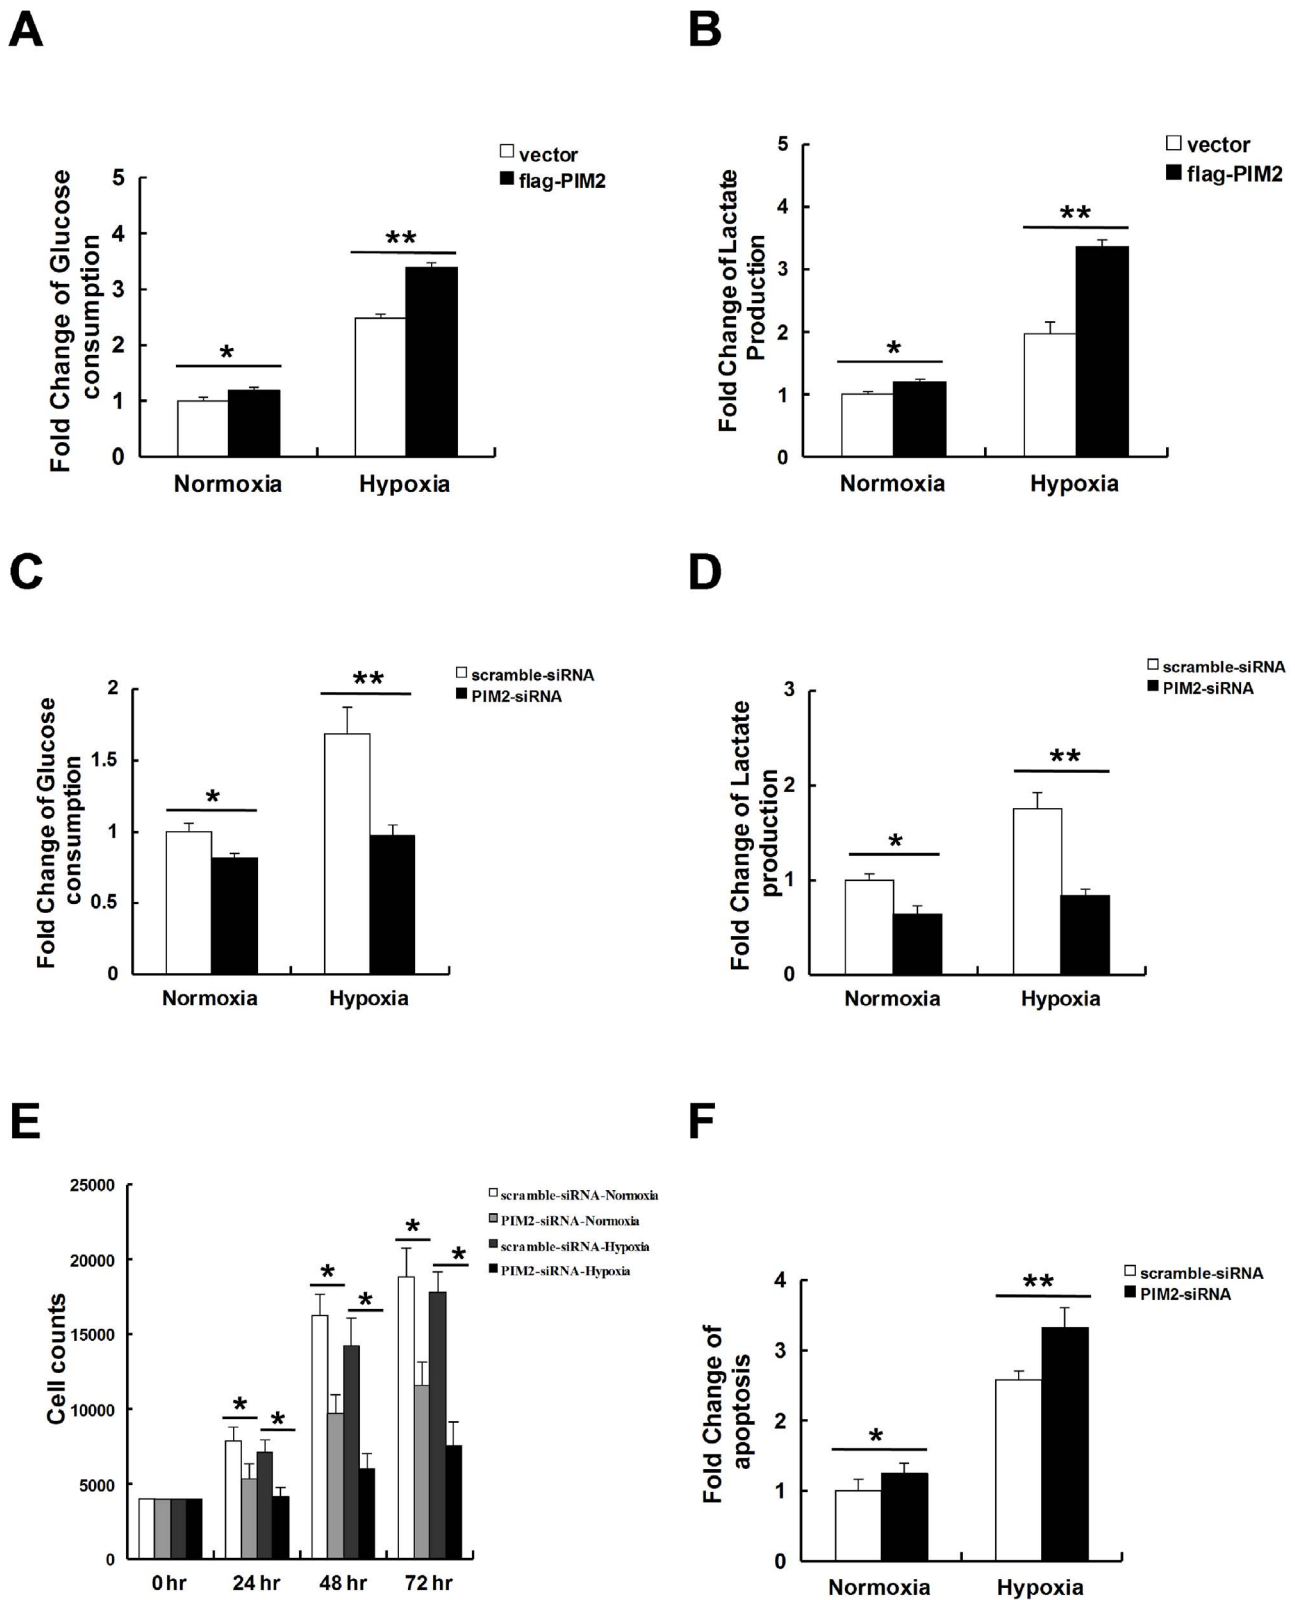 A
vector
flag-PIM2
Fold Change of Glucose
consumption
5
4
3
2
1
0
*
**
Normoxia
Hypoxia
B
vector
flag-PIM2
Fold Change of Lactate
Production
5
4
3
2
1
0
*
**
Normoxia
Hypoxia
C
scramble-siRNA
PIM2-siRNA
Fold Change of Glucose
consumption
2
1.5
1
0.5
0
*
**
Normoxia
Hypoxia
D
scramble-siRNA
PIM2-siRNA
Fold Change of Lactate
production
3
2
1
0
*
**
Normoxia
Hypoxia
E
scramble-siRNA-Normoxia
PIM2-siRNA-Normoxia
scramble-siRNA-Hypoxia
PIM2-siRNA-Hypoxia
Cell counts
25000
20000
15000
10000
5000
0
*
*
*
*
*
*
0 hr
24 hr
48 hr
72 hr
F
scramble-siRNA
PIM2-siRNA
Fold Change of
apoptosis
4
3
2
1
0
*
**
Normoxia
Hypoxia